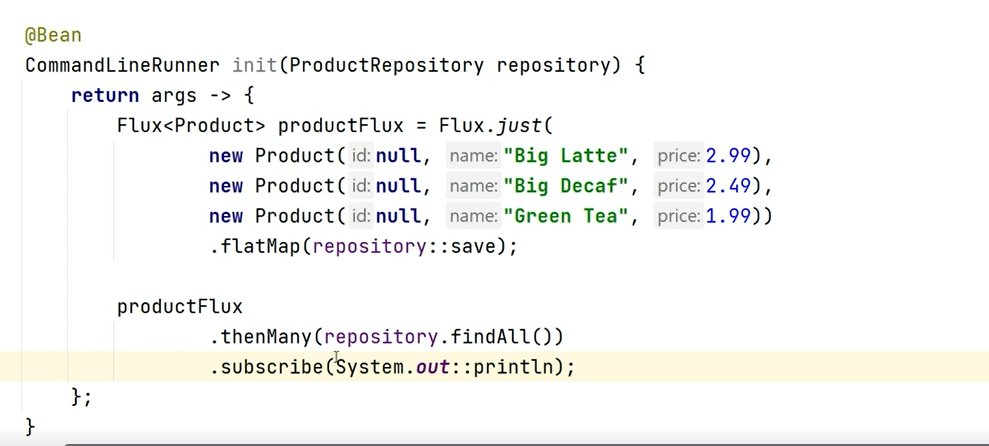 @Bean
CommandLineRunner init(ProductRepository repository) {
return args -> {
Flux<Product> productFlux = Flux.just(
new Product( id: null, name: "Big Latte", price: 2.99),
new Product( id: null, name: "Big Decaf", price: 2.49),
new Product( id: null, name: "Green Tea", price: 1.99))
.flatMap(repository::save);
productFlux
.thenMany(repository.findAll())
.subscribe(System.out::println);
};
}